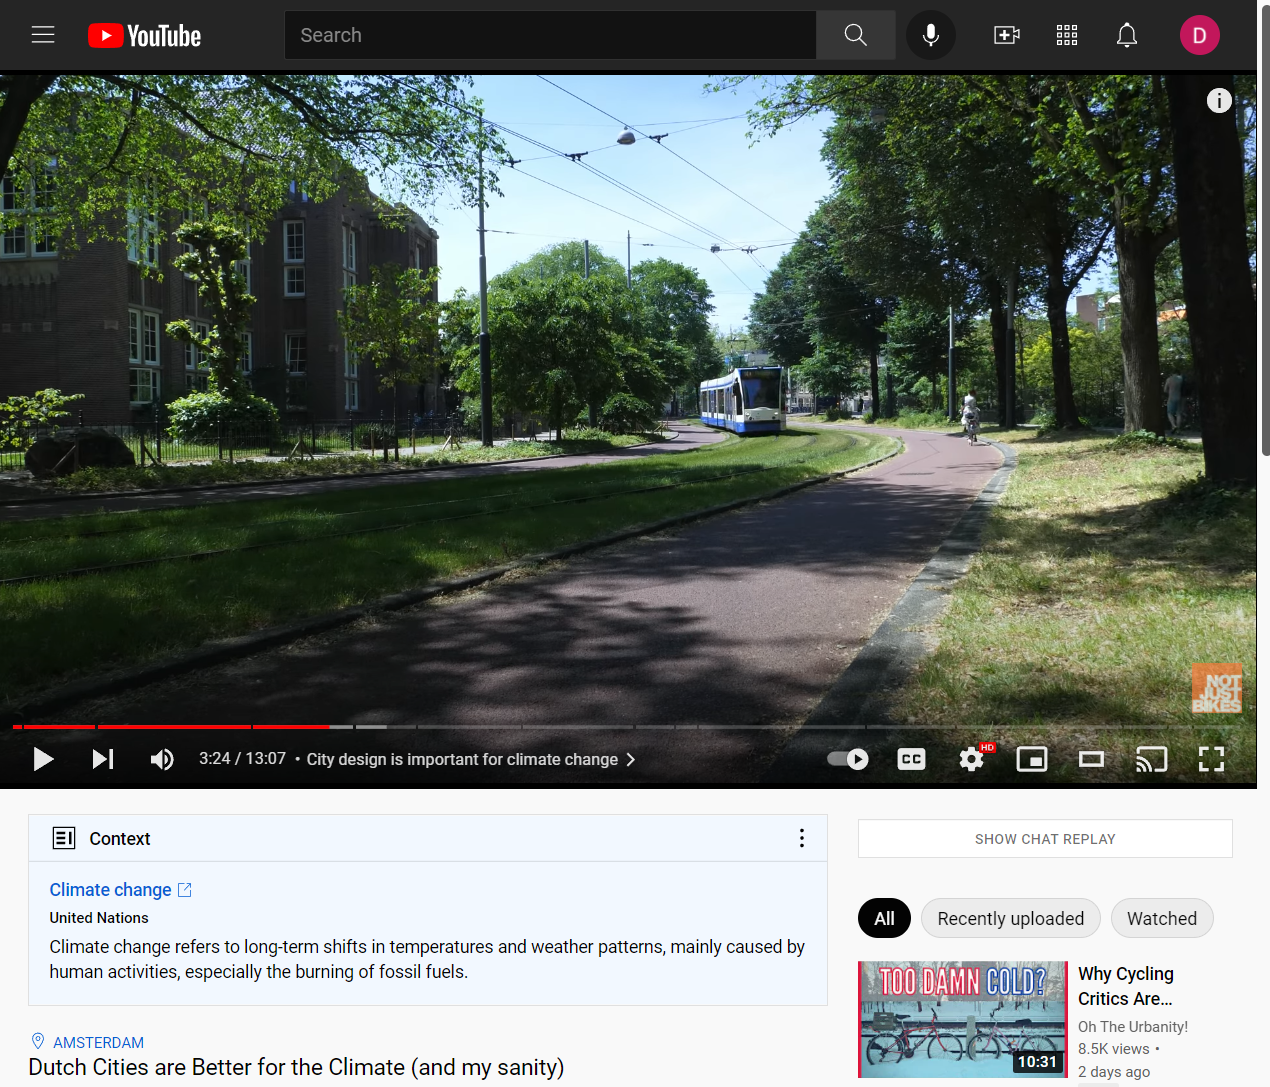 YouTube
Search
D
i
NOT
JUST
BIKES
3:24 / 13:07 • City design is important for climate change
CC
HD
Context
Climate change
United Nations
Climate change refers to long-term shifts in temperatures and weather patterns, mainly caused by
human activities, especially the burning of fossil fuels.
AMSTERDAM
Dutch Cities are Better for the Climate (and my sanity)
SHOW CHAT REPLAY
All
Recently uploaded
Watched
TOO DAMN COLD?
10:31
Why Cycling
Critics Are...
Oh The Urbanity!
8.5K views •
2 days ago